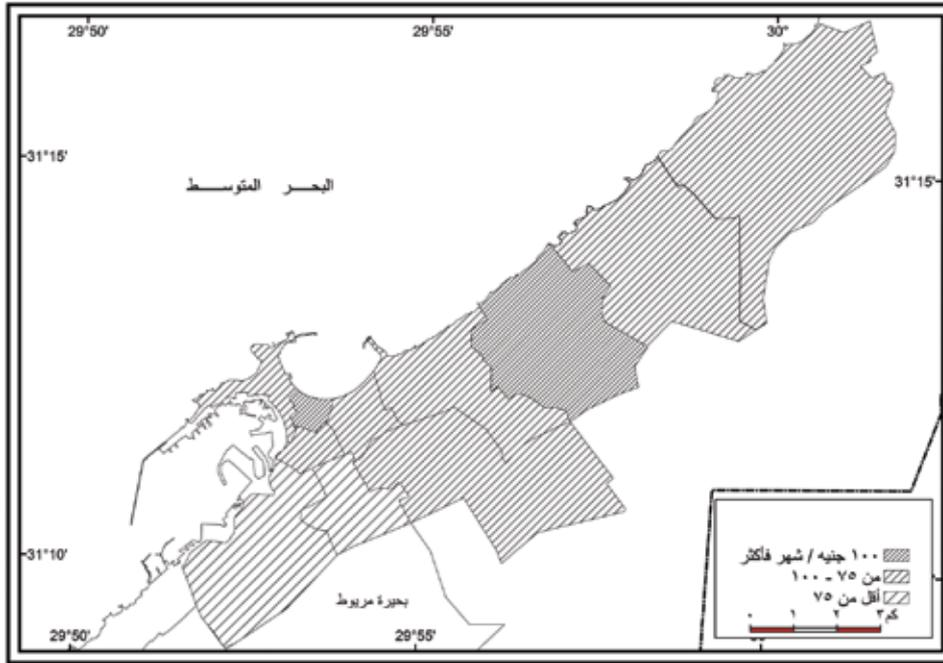 29°50' 29°55' 30°
31°15'
31°15'
البحـــر المتوســـــط
31°10'
١٠٠ جنيه / شهر فأكثر
من ٧٥ - ١٠٠
أقل من ٧٥
٠ ١ ٢ ٣ كم
بحيرة مريوط
29°50' 29°55'